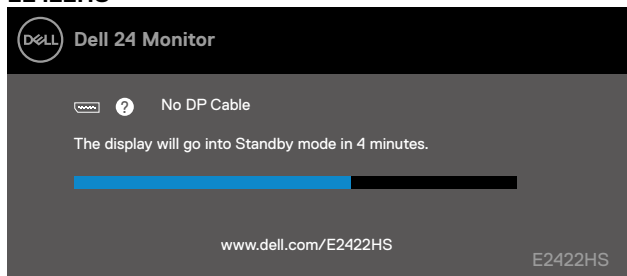 E2422HS
DELL Dell 24 Monitor
No DP Cable
The display will go into Standby mode in 4 minutes.
www.dell.com/E2422HS
E2422HS